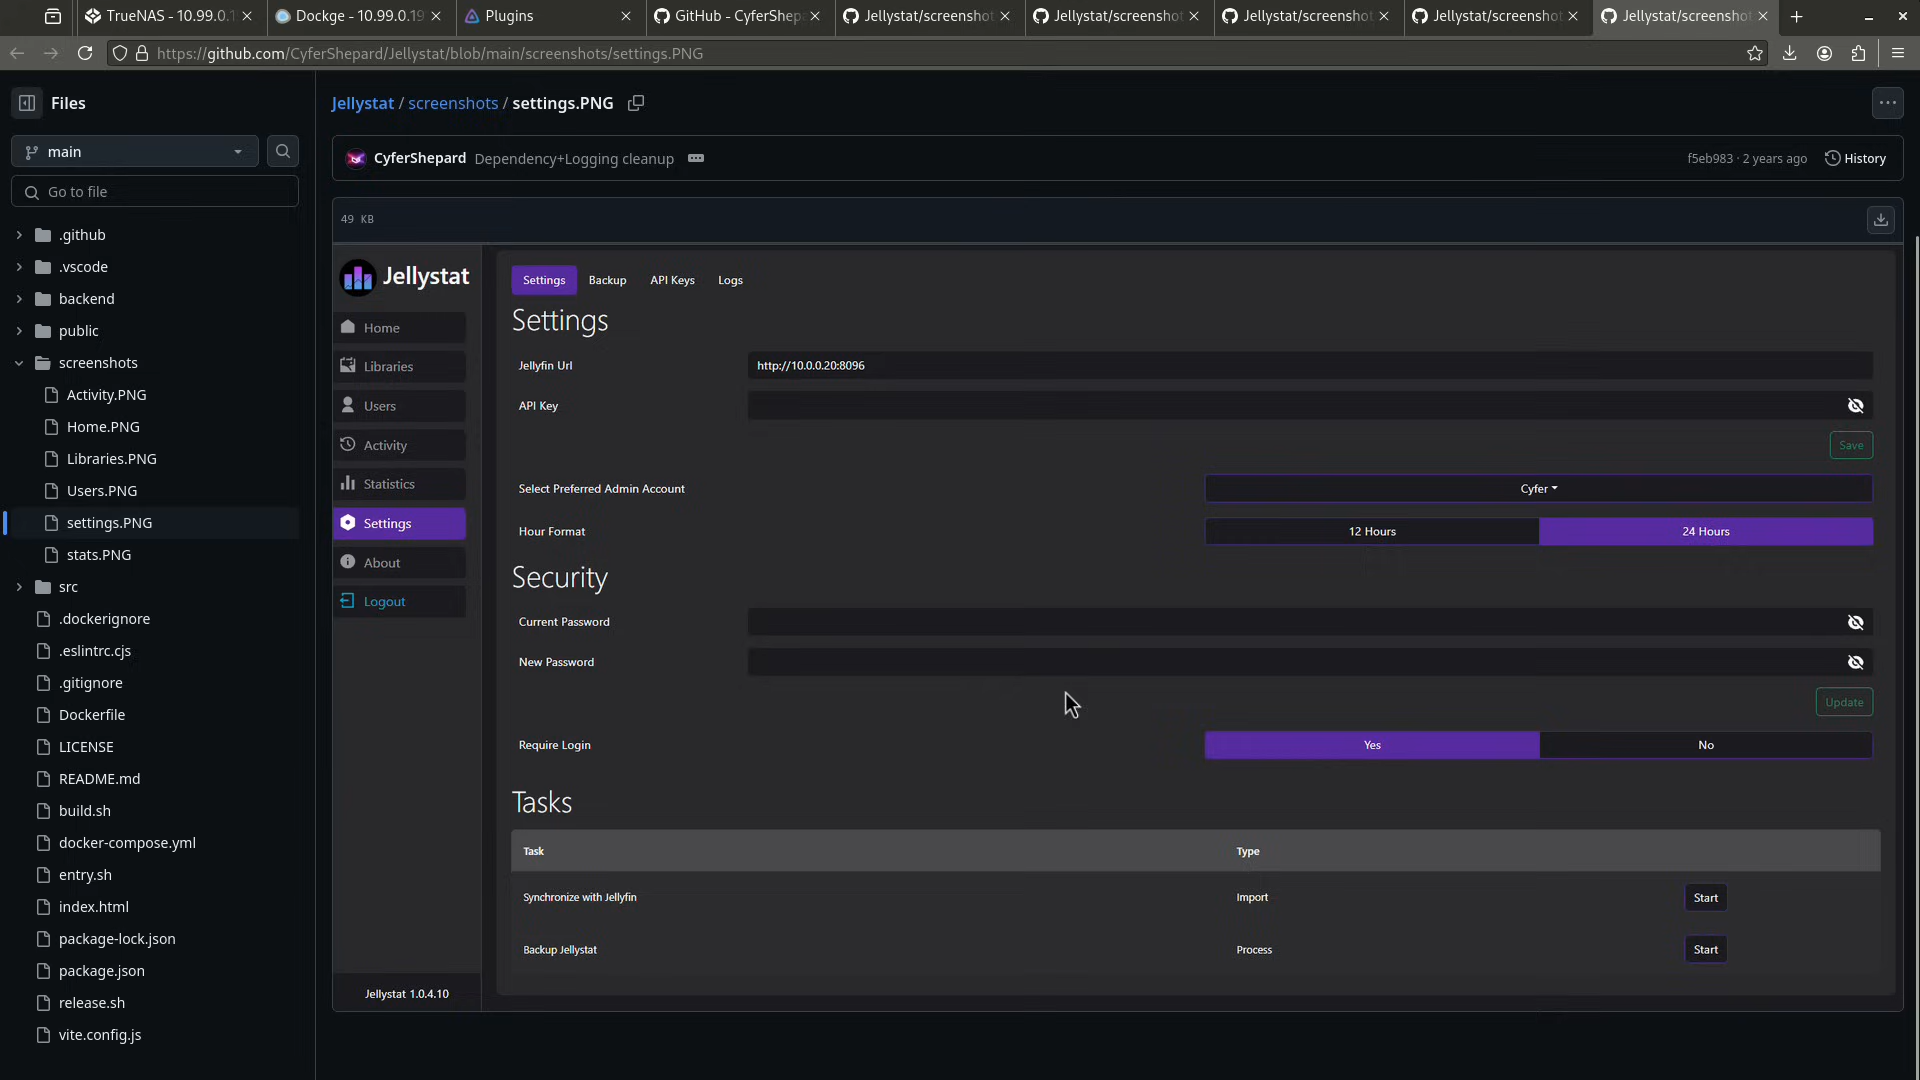 TrueNAS - 10.99.0.1
Dockge - 10.99.0.19
Plugins
GitHub - CyferShepa
Jellystat/screenshot
Jellystat/screenshot
Jellystat/screenshot
Jellystat/screenshot
Jellystat/screenshot
https://github.com/CyferShepard/Jellystat/blob/main/screenshots/settings.PNG
Files
main
Go to file
.github
.vscode
backend
public
screenshots
Activity.PNG
Home.PNG
Libraries.PNG
Users.PNG
settings.PNG
stats.PNG
src
.dockerignore
.eslintrc.cjs
.gitignore
Dockerfile
LICENSE
README.md
build.sh
docker-compose.yml
entry.sh
index.html
package-lock.json
package.json
release.sh
vite.config.js
Jellystat / screenshots / settings.PNG
CyferShepard Dependency+Logging cleanup
f5eb983 · 2 years ago
History
49 KB
Jellystat
Home
Libraries
Users
Activity
Statistics
Settings
About
Logout
Jellystat 1.0.4.10
Settings Backup API Keys Logs
Settings
Jellyfin Url http://10.0.0.20:8096
API Key
Save
Select Preferred Admin Account Cyfer
Hour Format 12 Hours 24 Hours
Security
Current Password
New Password
Update
Require Login Yes No
Tasks
Task Type
Synchronize with Jellyfin Import Start
Backup Jellystat Process Start